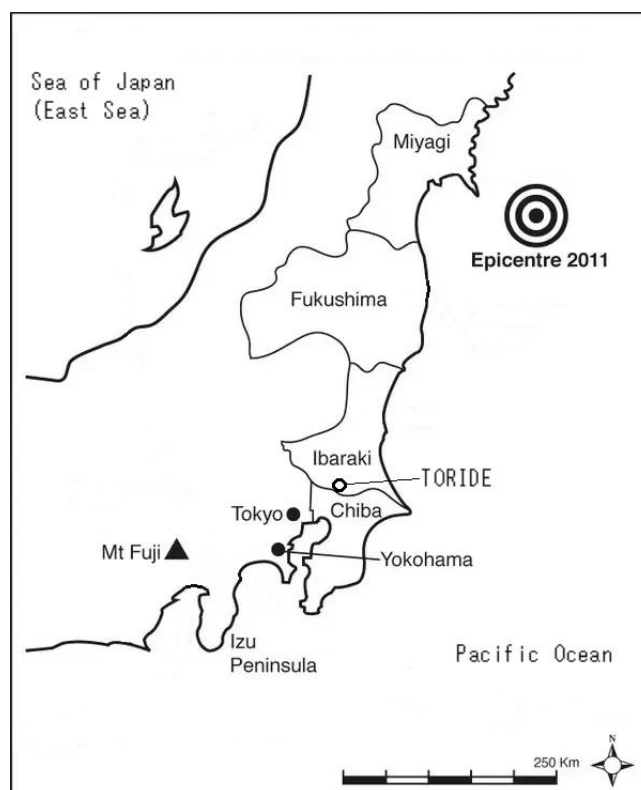 Sea of Japan
(East Sea)
Miyagi
Epicentre 2011
Fukushima
Ibaraki
TORIDE
Chiba
Tokyo
Mt Fuji
Yokohama
Izu
Peninsula
Pacific Ocean
N
250 Km